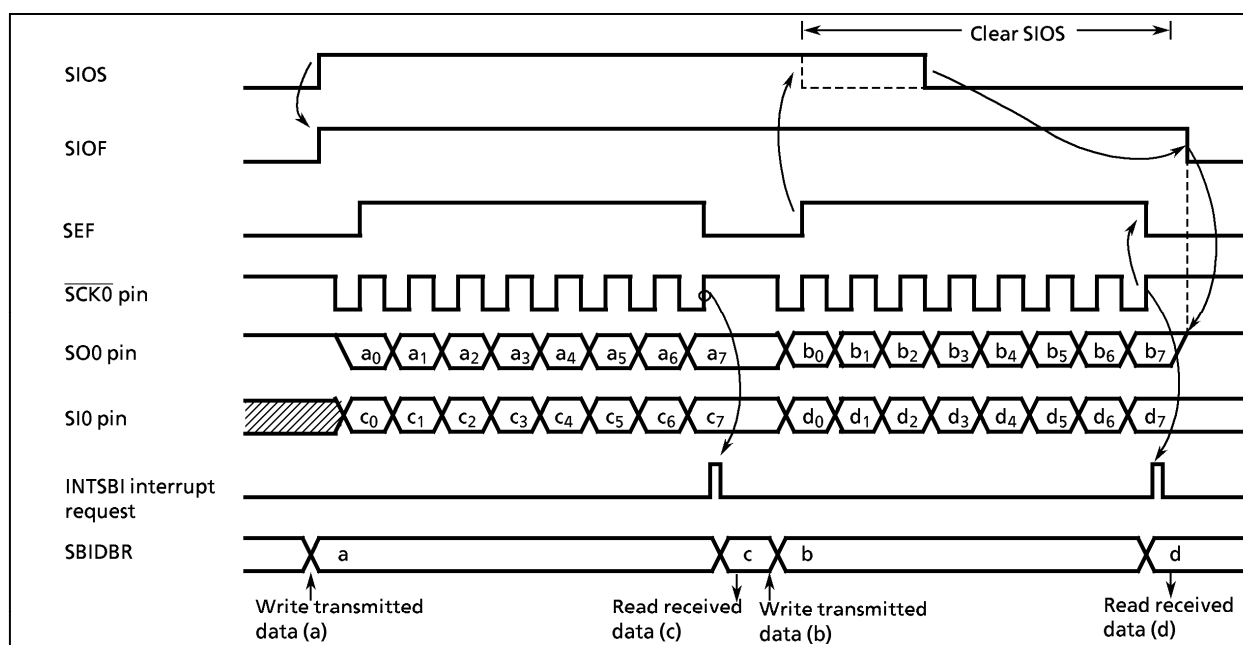 Clear SIOS
SIOS
SIOF
SEF
SCK0 pin
SO0 pin
a0 a1 a2 a3 a4 a5 a6 a7 b0 b1 b2 b3 b4 b5 b6 b7
SI0 pin
c0 c1 c2 c3 c4 c5 c6 c7 d0 d1 d2 d3 d4 d5 d6 d7
INTSBI interrupt
request
SBIDBR
a c b d
Write transmitted
data (a)
Read received
data (c)
Write transmitted
data (b)
Read received
data (d)